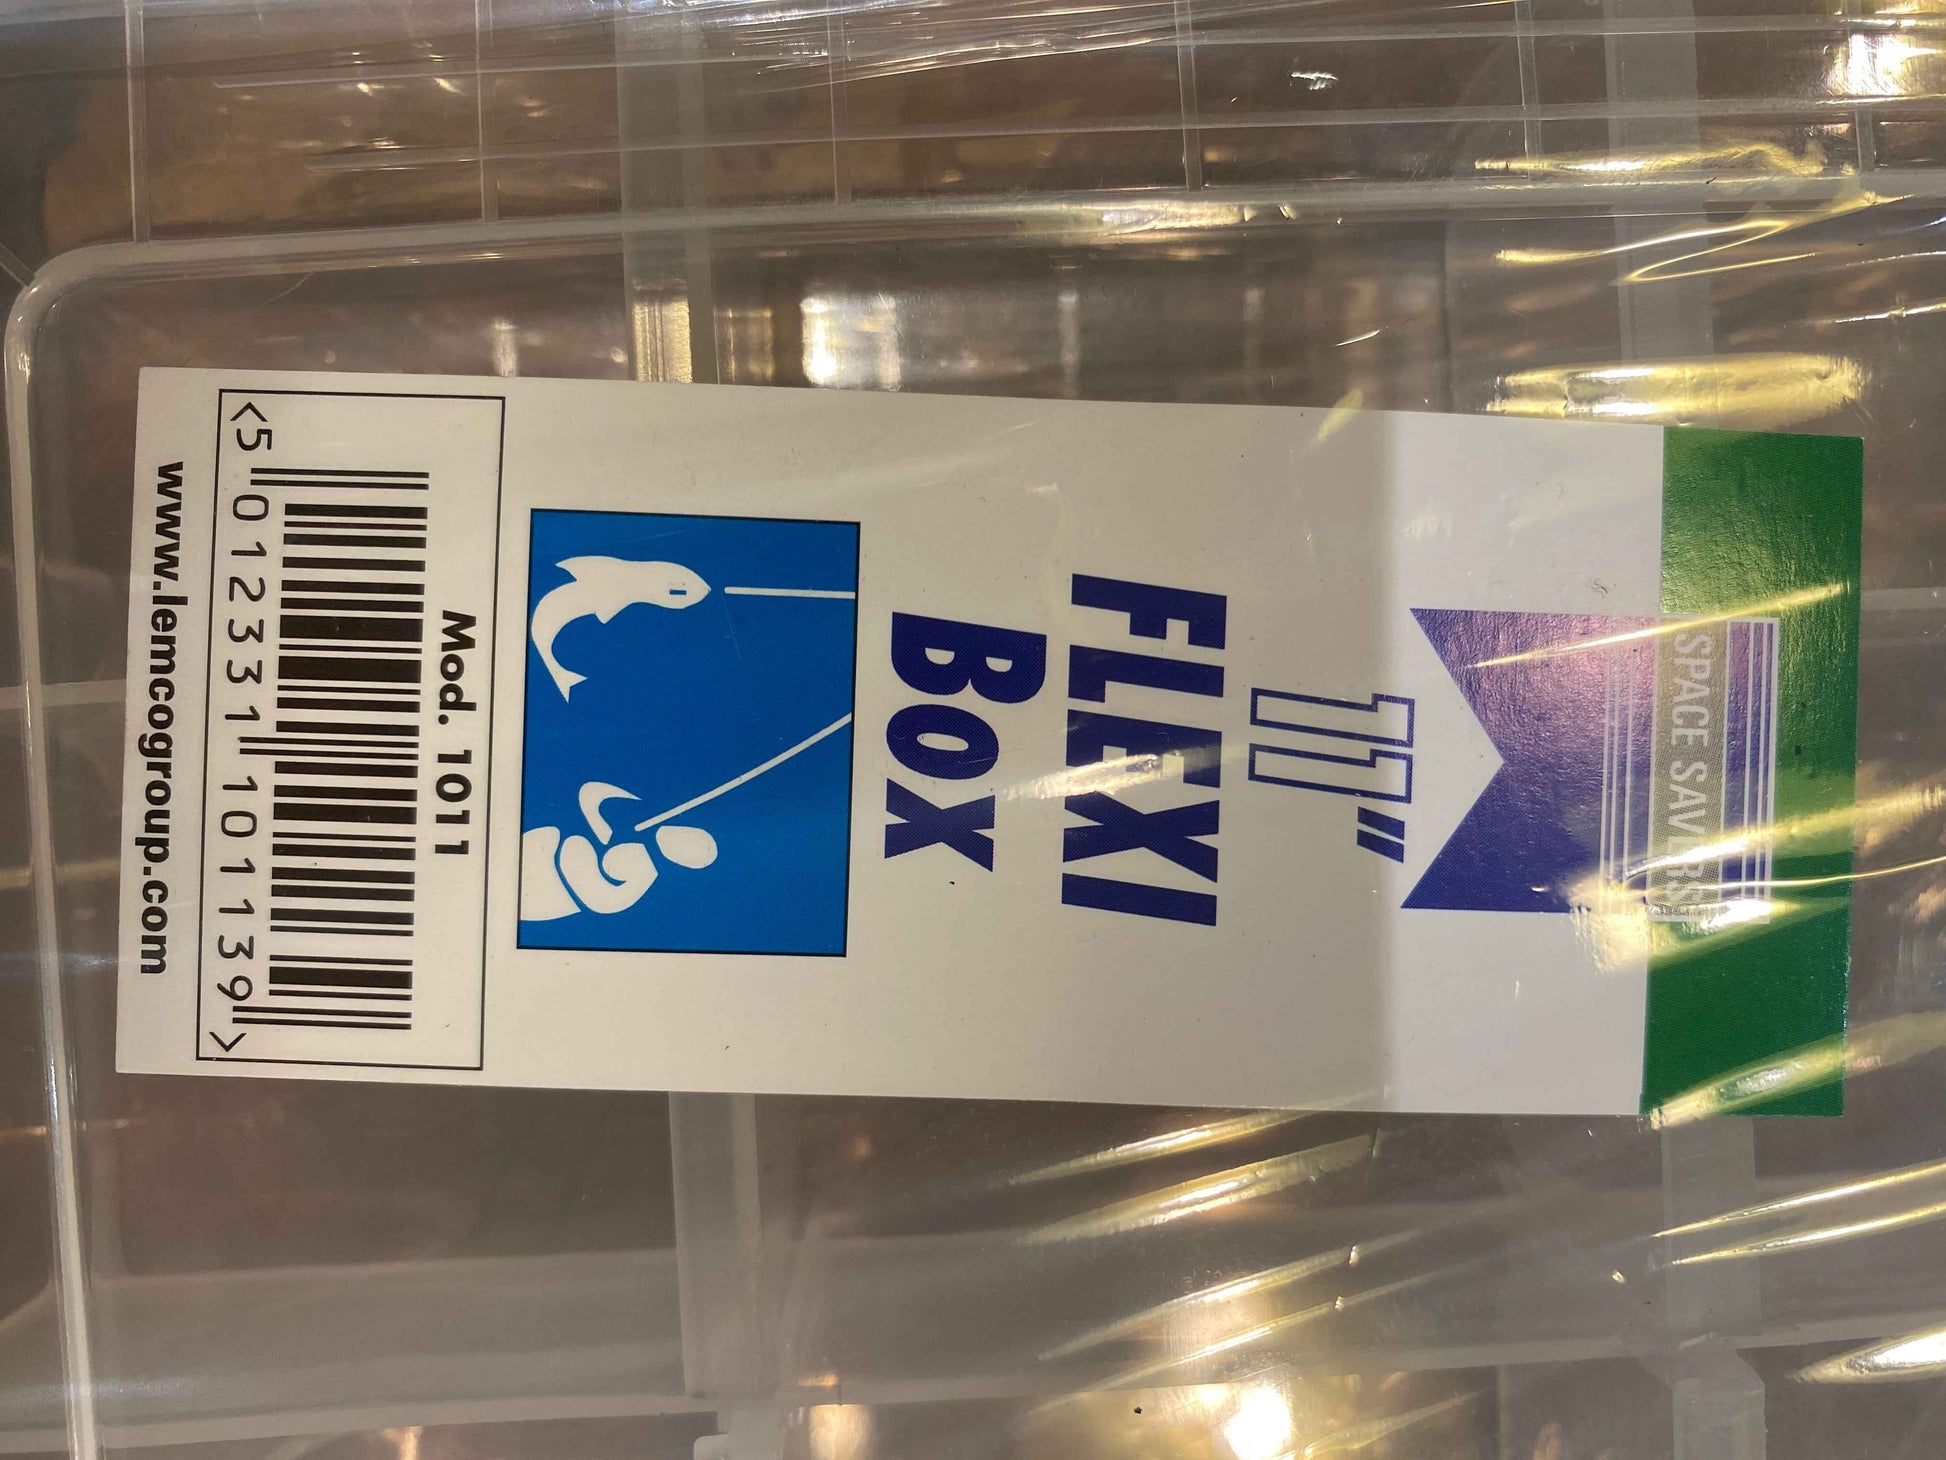 SPACE SAVERS
11"
FLEXI
BOX
Mod. 1011
<5 012331 101139>
www.lemcogroup.com